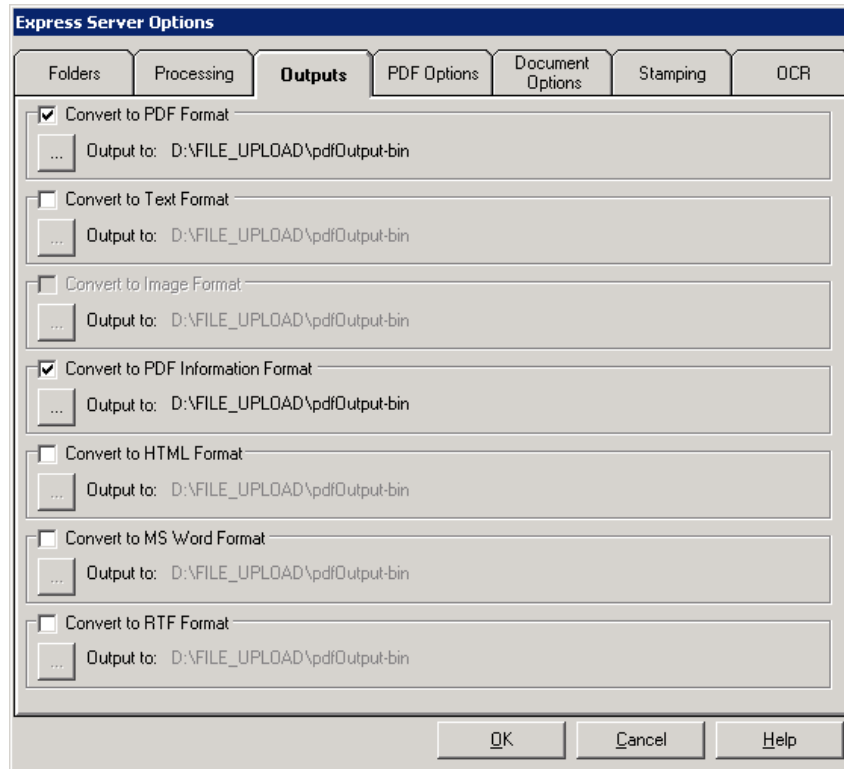 Express Server Options
Folders
Processing
Outputs
PDF Options
Document
Options
Stamping
OCR
Convert to PDF Format
... Output to: D:\FILE_UPLOAD\pdfOutput-bin
Convert to Text Format
... Output to: D:\FILE_UPLOAD\pdfOutput-bin
Convert to Image Format
... Output to: D:\FILE_UPLOAD\pdfOutput-bin
Convert to PDF Information Format
... Output to: D:\FILE_UPLOAD\pdfOutput-bin
Convert to HTML Format
... Output to: D:\FILE_UPLOAD\pdfOutput-bin
Convert to MS Word Format
... Output to: D:\FILE_UPLOAD\pdfOutput-bin
Convert to RTF Format
... Output to: D:\FILE_UPLOAD\pdfOutput-bin
OK
Cancel
Help